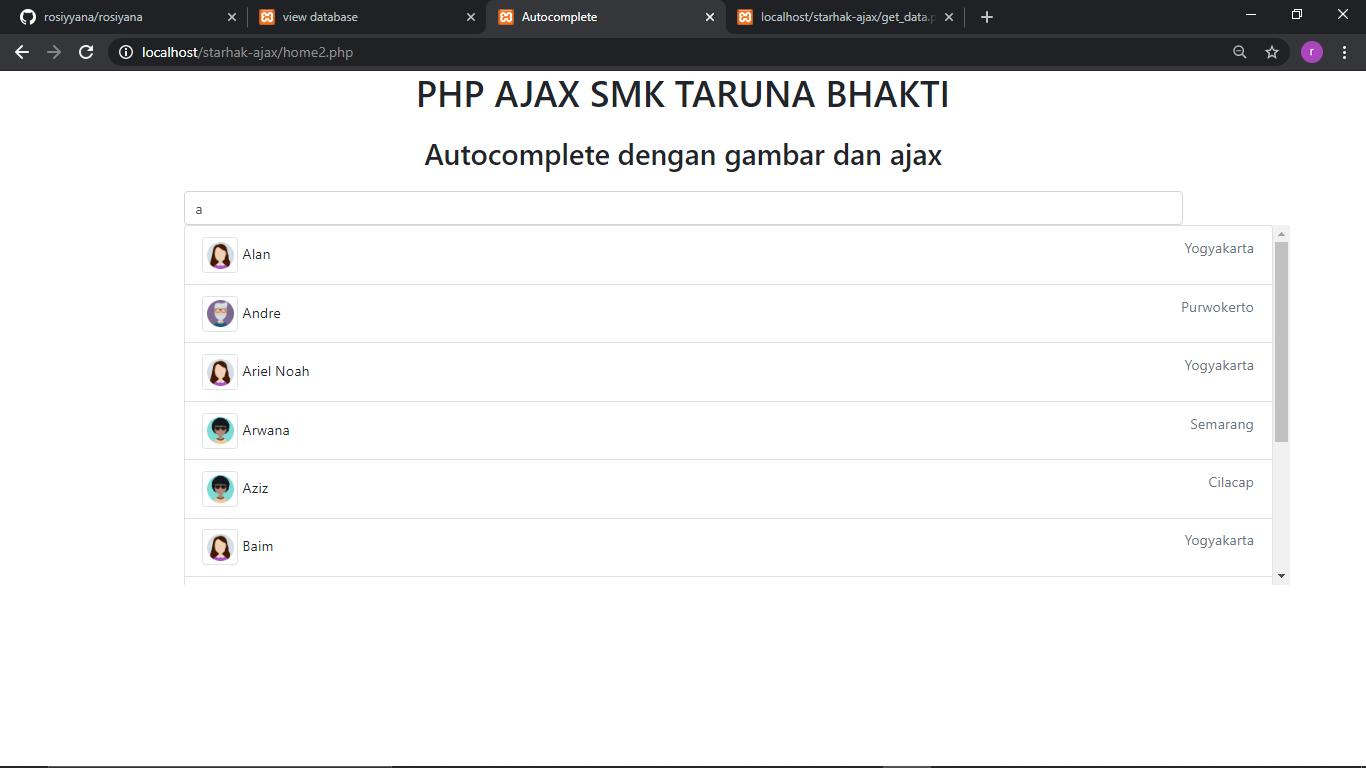 rosiyyana/rosiyana
view database
Autocomplete
localhost/starhak-ajax/get_data.p
localhost/starhak-ajax/home2.php
r
PHP AJAX SMK TARUNA BHAKTI
Autocomplete dengan gambar dan ajax
a
Alan Yogyakarta
Andre Purwokerto
Ariel Noah Yogyakarta
Arwana Semarang
Aziz Cilacap
Baim Yogyakarta